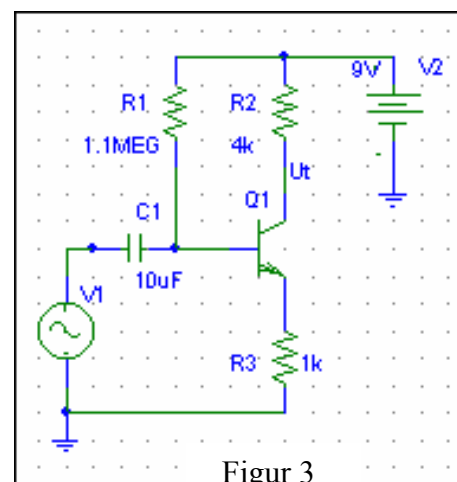 9V V2
R1 R2
1.1MEG 4k
Ut
Q1
C1
10uF
V1
R3 1k
Figur 3